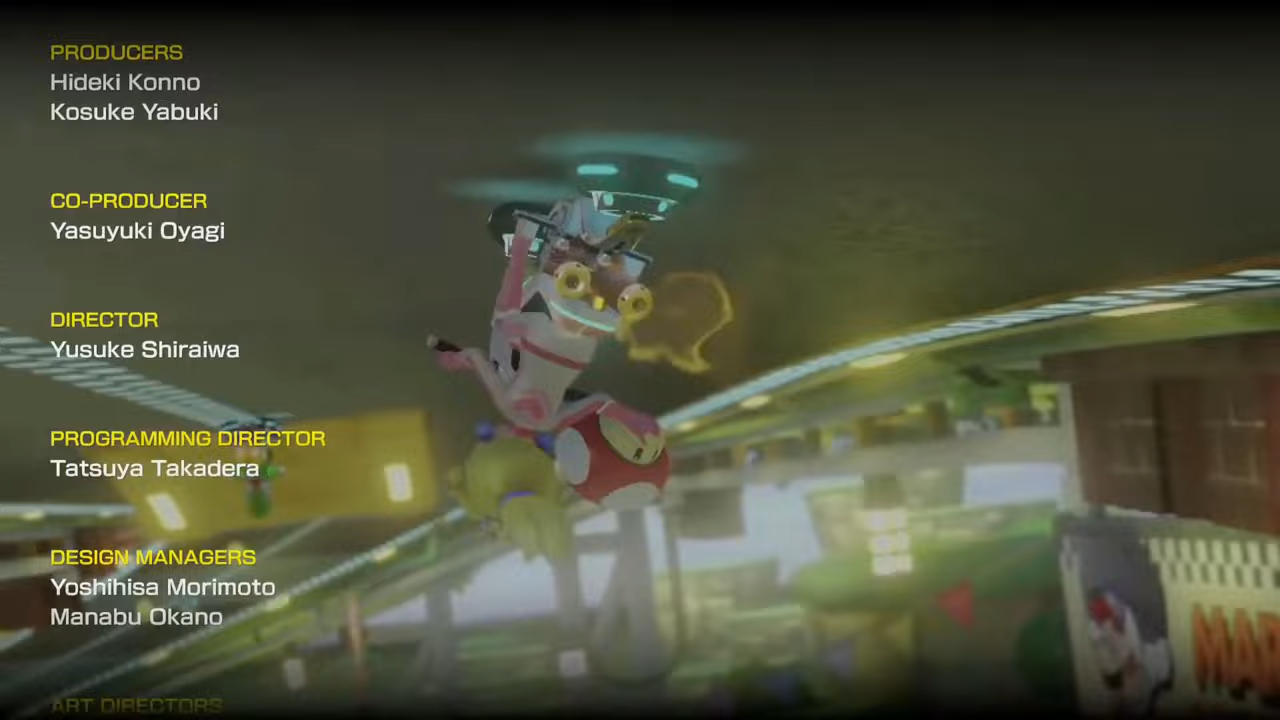 PRODUCERS
Hideki Konno
Kosuke Yabuki
CO-PRODUCER
Yasuyuki Oyagi
DIRECTOR
Yusuke Shiraiwa
PROGRAMMING DIRECTOR
Tatsuya Takadera
DESIGN MANAGERS
Yoshihisa Morimoto
Manabu Okano
ART DIRECTORS
MAR